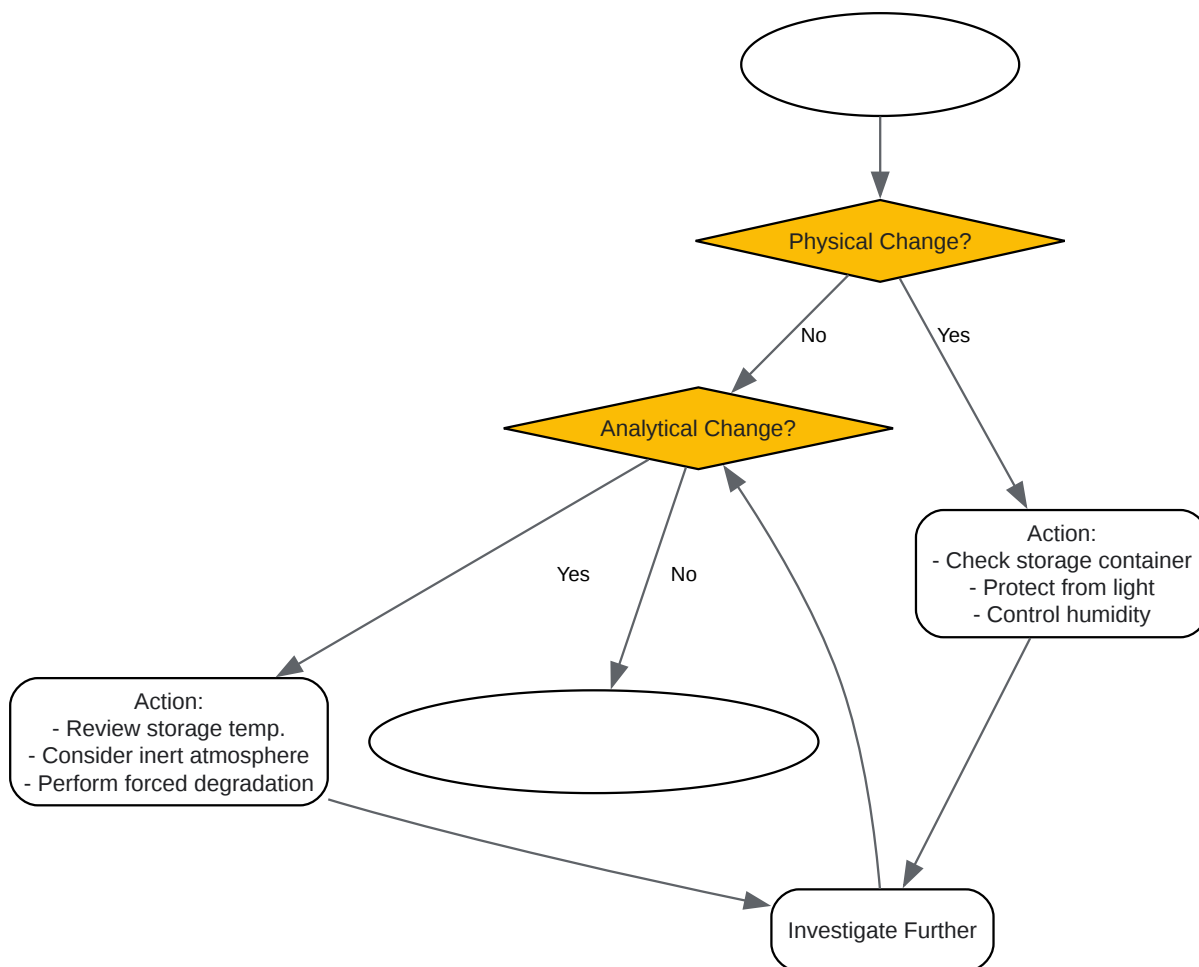 Physical Change?
No
Yes
Analytical Change?
Action:
- Check storage container
- Protect from light
- Control humidity
Yes
No
Action:
- Review storage temp.
- Consider inert atmosphere
- Perform forced degradation
Investigate Further